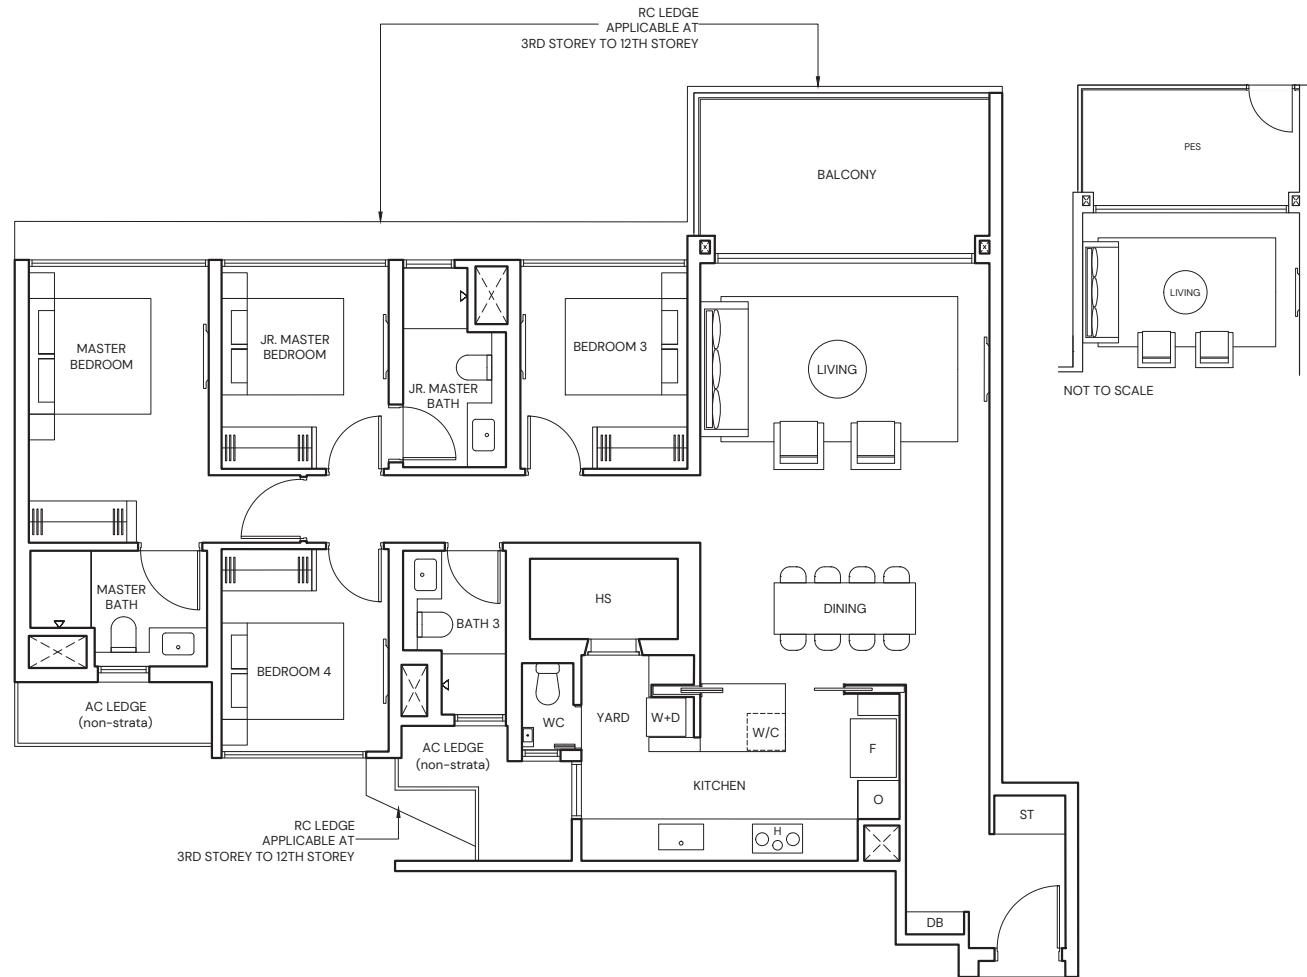 RC LEDGE
APPLICABLE AT
3RD STOREY TO 12TH STOREY
BALCONY
PES
MASTER
BEDROOM
JR. MASTER
BEDROOM
JR. MASTER
BATH
BEDROOM 3
LIVING
LIVING
NOT TO SCALE
MASTER
BATH
BEDROOM 4
BATH 3
HS
DINING
AC LEDGE
(non-strata)
WC
YARD
W+D
W/C
F
AC LEDGE
(non-strata)
KITCHEN
O
H
ST
RC LEDGE
APPLICABLE AT
3RD STOREY TO 12TH STOREY
DB